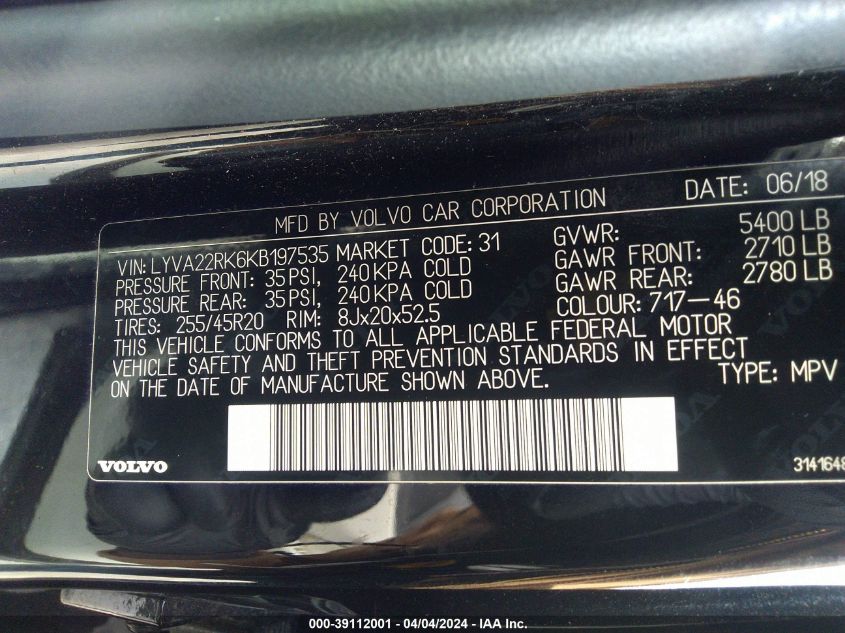 MFD BY VOLVO CAR CORPORATION DATE: 06/18
VIN: LYVA22RK6KB197535 MARKET CODE: 31 GVWR: 5400 LB
PRESSURE FRONT: 35 PSI, 240 KPA COLD GAWR FRONT: 2710 LB
PRESSURE REAR: 35 PSI, 240 KPA COLD GAWR REAR: 2780 LB
TIRES: 255/45R20 RIM: 8Jx20x52.5 COLOUR: 717-46
THIS VEHICLE CONFORMS TO ALL APPLICABLE FEDERAL MOTOR
VEHICLE SAFETY AND THEFT PREVENTION STANDARDS IN EFFECT
ON THE DATE OF MANUFACTURE SHOWN ABOVE. TYPE: MPV
VOLVO 3141648
000-39112001 - 04/04/2024 - IAA Inc.